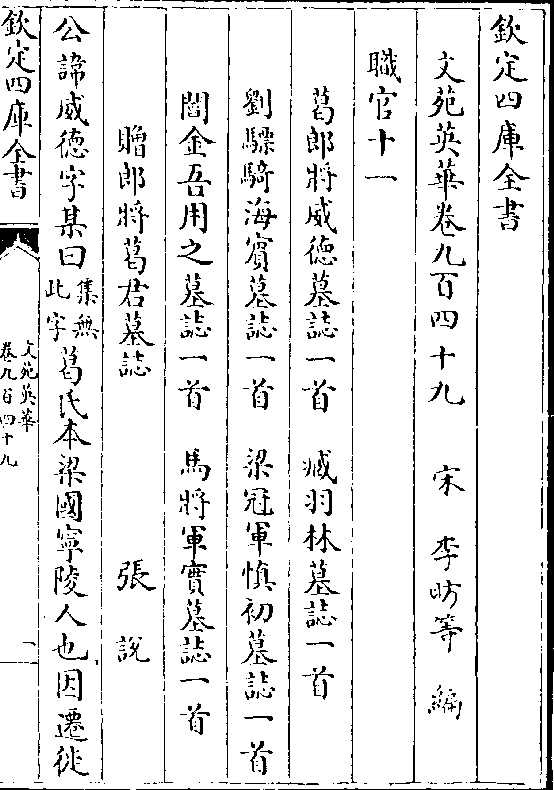 欽定四庫全書
文苑英華卷九百四十九　宋　李昉等　編
職官十一
葛郎將威德墓誌一首　臧羽林墓誌一首
劉驃騎海賓墓誌一首　梁冠軍慎初墓誌一首
閻金吾用之墓誌一首　馬將軍實墓誌一首
贈郎將葛君墓誌　張説
公諱威德字某曰集無此字葛氏本梁國寧陵人也因遷徙
欽定四庫全書
文苑英華
卷九百四十九
一